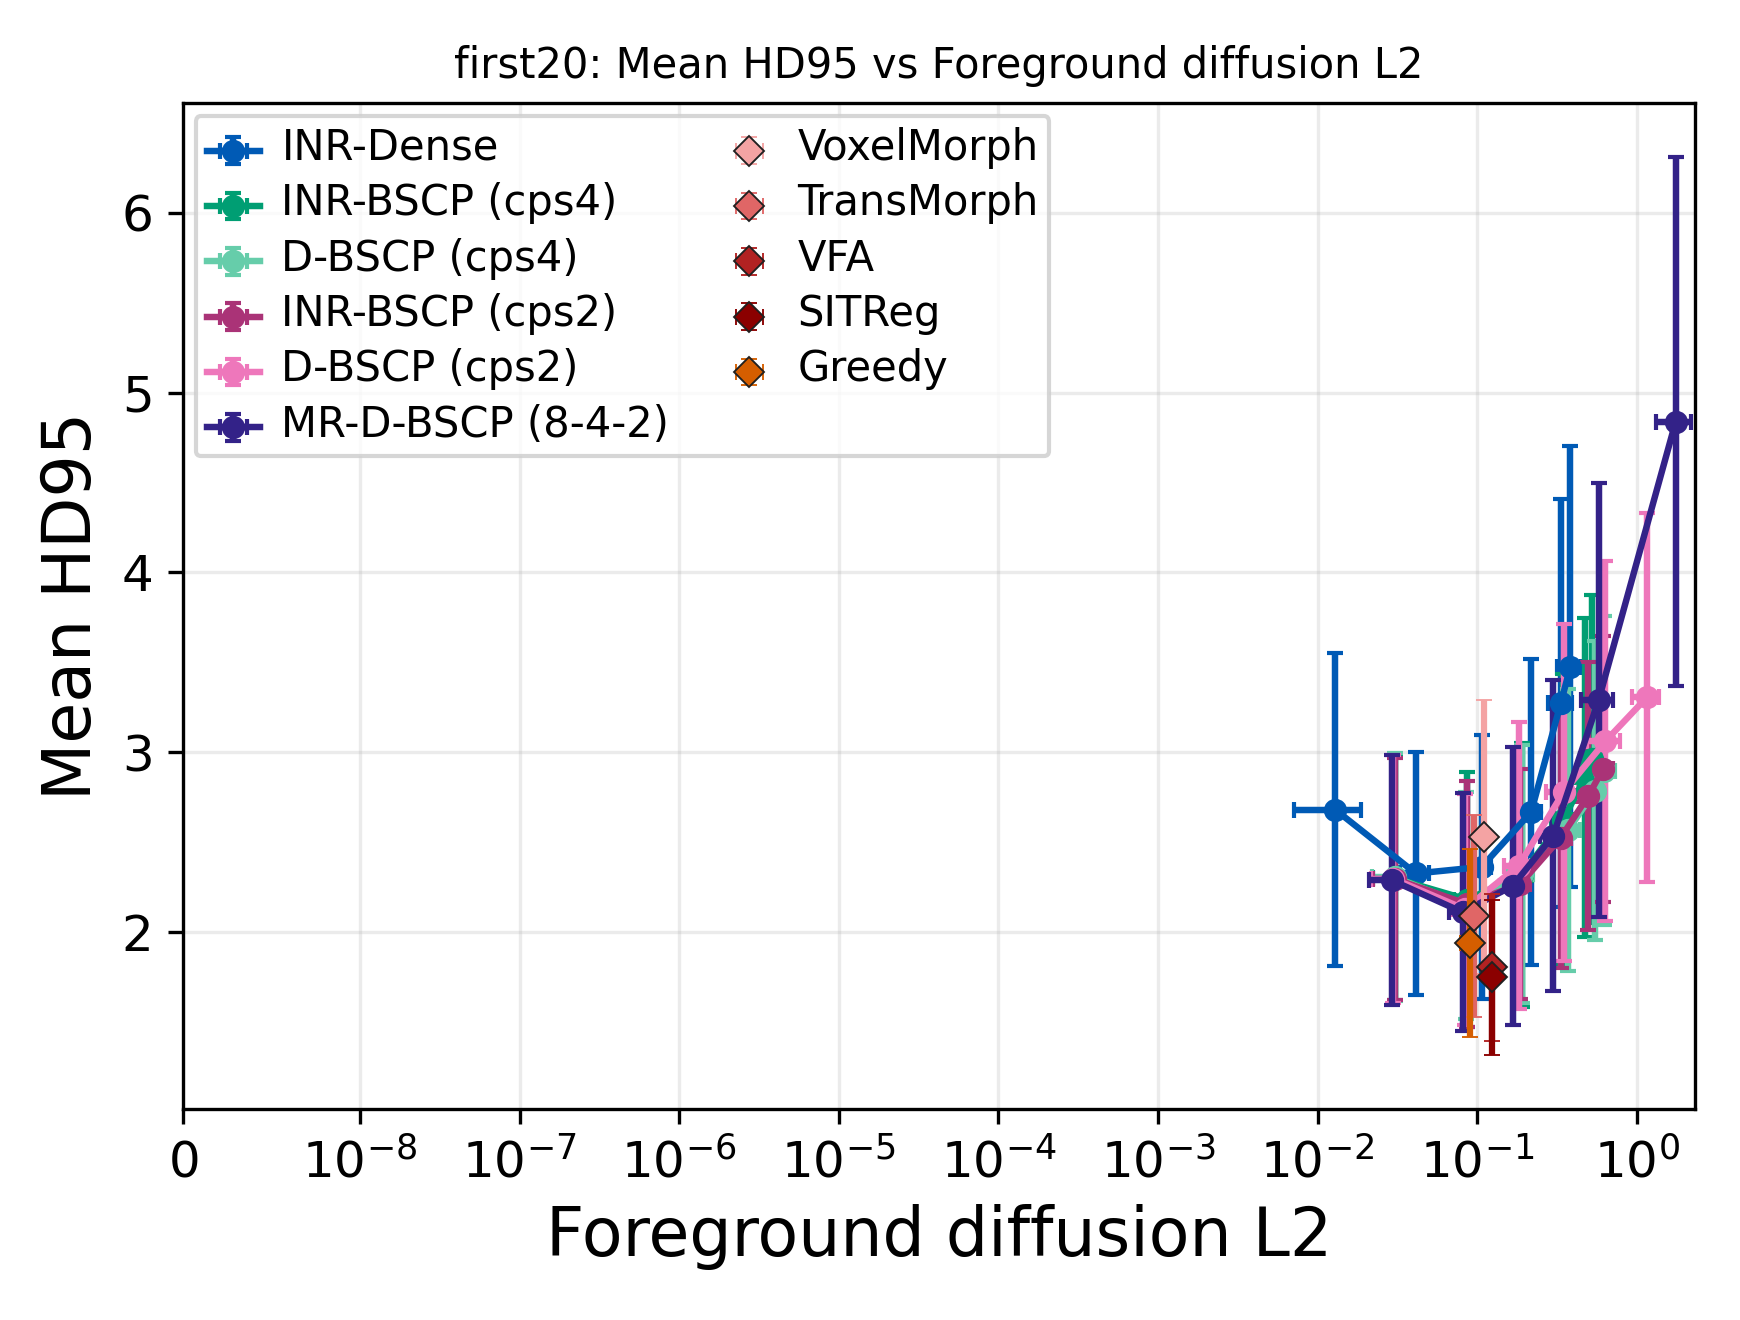 first20: Mean HD95 vs Foreground diffusion L2
INR-Dense
INR-BSCP (cps4)
D-BSCP (cps4)
INR-BSCP (cps2)
D-BSCP (cps2)
MR-D-BSCP (8-4-2)
VoxelMorph
TransMorph
VFA
SITReg
Greedy
Mean HD95
6
5
4
3
2
0 10⁻⁸ 10⁻⁷ 10⁻⁶ 10⁻⁵ 10⁻⁴ 10⁻³ 10⁻² 10⁻¹ 10⁰
Foreground diffusion L2